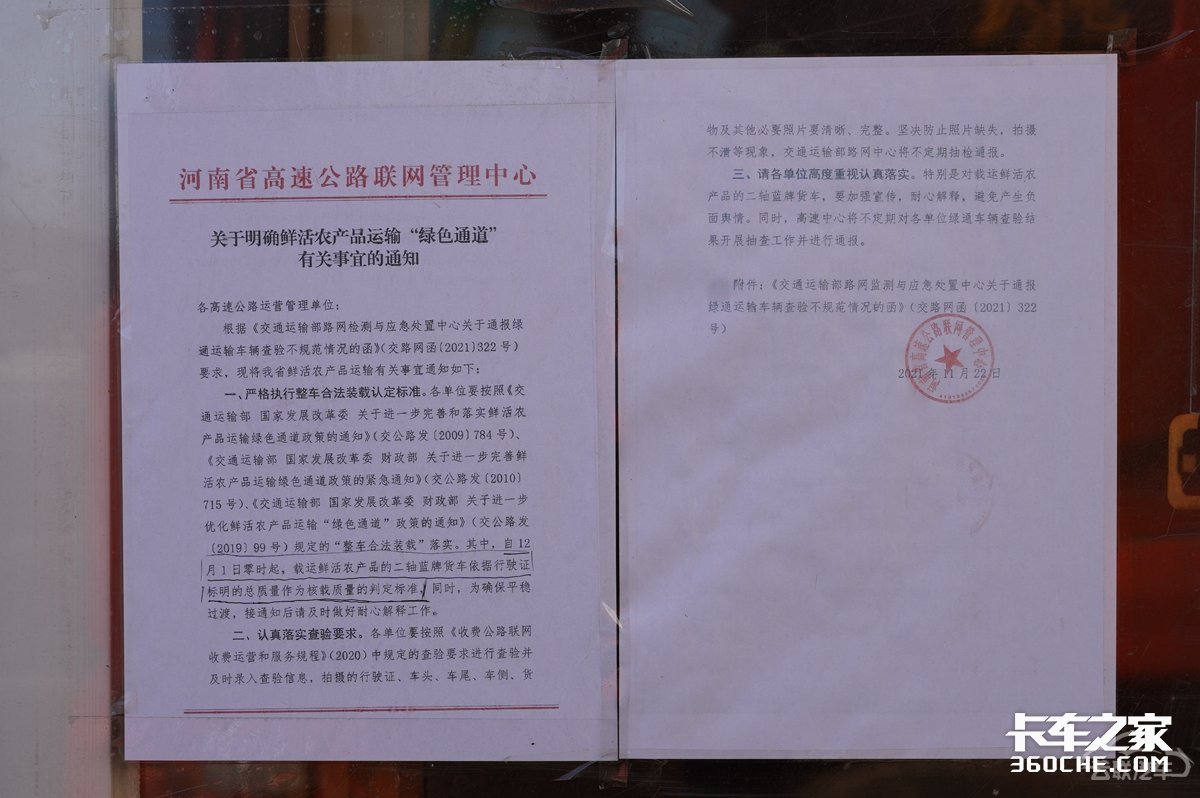 河南省高速公路联网管理中心
关于明确鲜活农产品运输“绿色通道”
有关事宜的通知
各高速公路运营管理单位：
根据《交通运输部路网检测与应急处置中心关于通报绿
通运输车辆查验不规范情况的函》（交路网函〔2021〕322号）
要求，现将我省鲜活农产品运输有关事宜通知如下：
一、严格执行整车合法装载认定标准。各单位要按照《交
通运输部 国家发展改革委 关于进一步完善和落实鲜活农
产品运输绿色通道政策的通知》（交公路发〔2009〕784号）、
《交通运输部 国家发展改革委 财政部 关于进一步完善鲜
活农产品运输绿色通道政策的紧急通知》（交公路发〔2010〕
715号）、《交通运输部 国家发展改革委 财政部 关于进一步
优化鲜活农产品运输“绿色通道”政策的通知》（交公路发
〔2019〕99号）规定的“整车合法装载”落实。其中，自12
月1日零时起，载运鲜活农产品的二轴蓝牌货车依据行驶证
标明的总质量作为核载质量的判定标准，同时，为确保平稳
过渡，接通知后请及时做好耐心解释工作。
二、认真落实查验要求。各单位要按照《收费公路联网
收费运营和服务规程》（2020）中规定的查验要求进行查验并
及时录入查验信息，拍摄的行驶证、车头、车尾、车侧、货
物及其他必要照片要清晰、完整。坚决防止照片缺失，拍摄
不清等现象，交通运输部路网中心将不定期抽检通报。
三、请各单位高度重视认真落实。特别是对载运鲜活农
产品的二轴蓝牌货车，要加强宣传，耐心解释，避免产生负
面舆情。同时，高速中心将不定期对各单位绿通车辆查验结
果开展抽查工作并进行通报。
附件：《交通运输部路网监测与应急处置中心关于通报
绿通运输车辆查验不规范情况的函》（交路网函〔2021〕322
号）
河南省高速公路联网管理中心
2021年11月22日
卡车之家
360CHE.COM